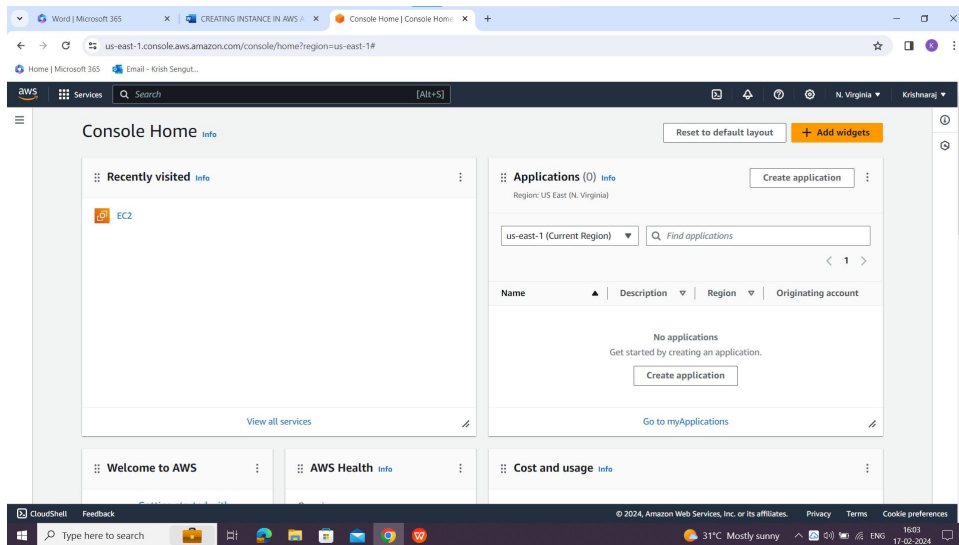 Word | Microsoft 365
CREATING INSTANCE IN AWS A
Console Home | Console Home
us-east-1.console.aws.amazon.com/console/home?region=us-east-1#
K
Home | Microsoft 365
Email - Krish Sengut...
aws
Services
Search
[Alt+S]
N. Virginia
Krishnaraj
Console Home Info
Reset to default layout
+ Add widgets
Recently visited Info
EC2
View all services
Applications (0) Info
Region: US East (N. Virginia)
Create application
us-east-1 (Current Region)
Find applications
1
Name
Description
Region
Originating account
No applications
Get started by creating an application.
Create application
Go to myApplications
Welcome to AWS
AWS Health Info
Cost and usage Info
CloudShell
Feedback
© 2024, Amazon Web Services, Inc. or its affiliates.
Privacy
Terms
Cookie preferences
Type here to search
31°C Mostly sunny
ENG
16:03
17-02-2024